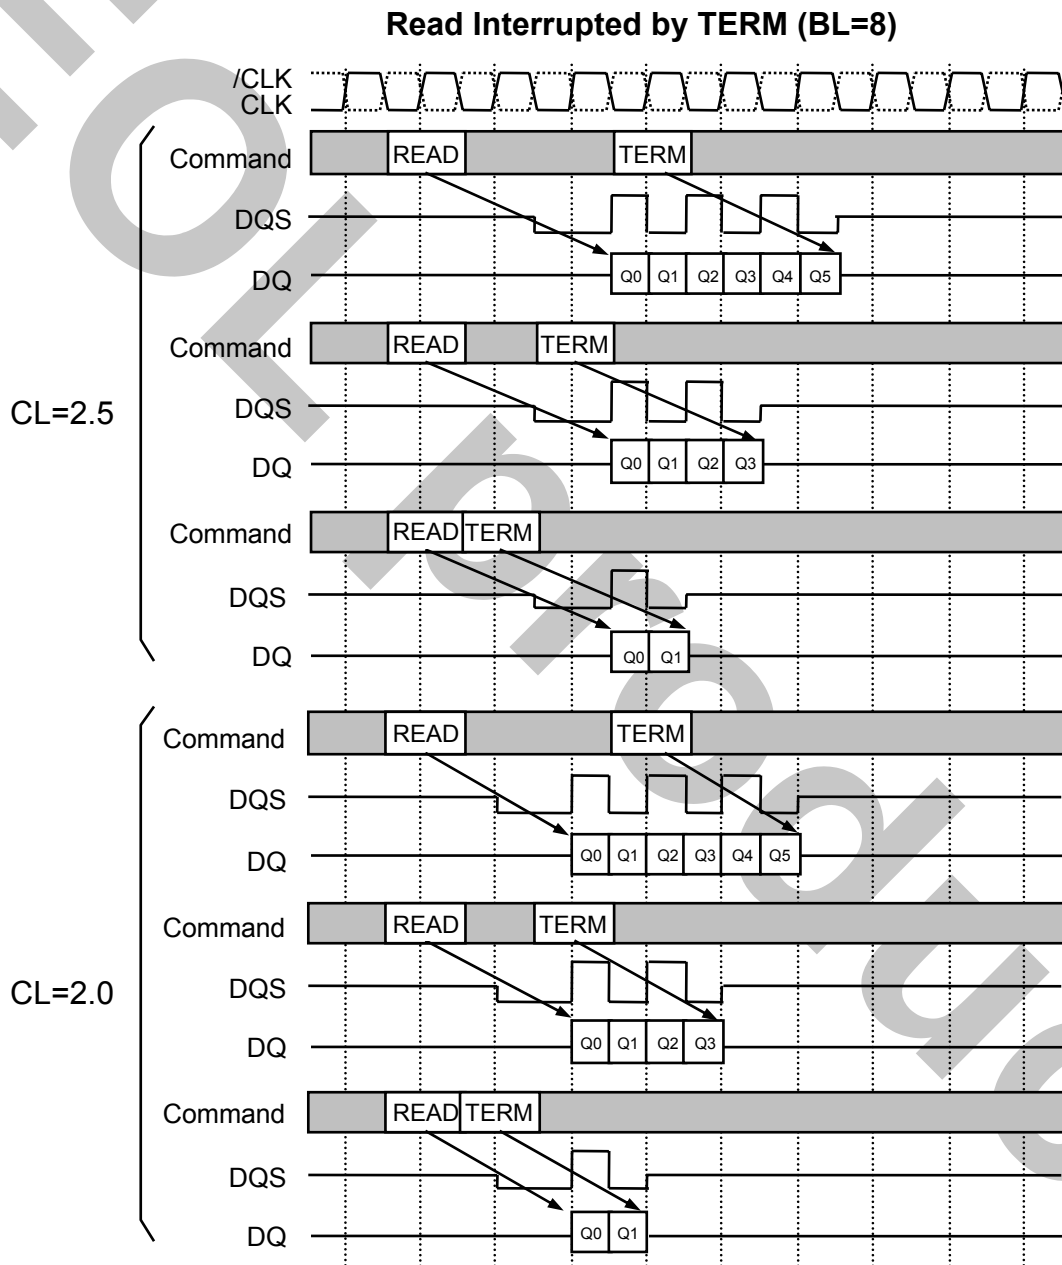 Read Interrupted by TERM (BL=8)
/CLK
CLK
Command READ TERM
DQS
DQ Q0 Q1 Q2 Q3 Q4 Q5
Command READ TERM
CL=2.5 DQS
DQ Q0 Q1 Q2 Q3
Command READ TERM
DQS
DQ Q0 Q1
Command READ TERM
DQS
DQ Q0 Q1 Q2 Q3 Q4 Q5
Command READ TERM
CL=2.0 DQS
DQ Q0 Q1 Q2 Q3
Command READ TERM
DQS
DQ Q0 Q1